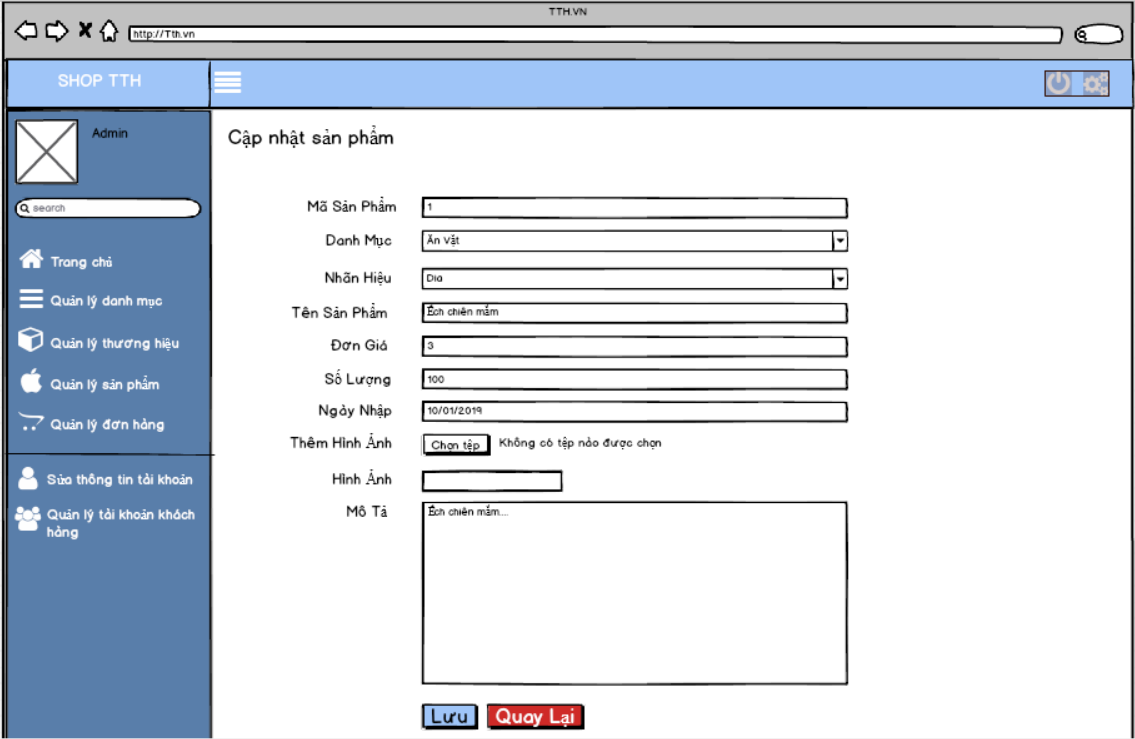 TTH.VN
http://Tth.vn
SHOP TTH
Admin
search
Trang chủ
Quản lý danh mục
Quản lý thương hiệu
Quản lý sản phẩm
Quản lý đơn hàng
Sửa thông tin tài khoản
Quản lý tài khoản khách
hàng
Cập nhật sản phẩm
Mã Sản Phẩm
1
Danh Mục
Ăn Vặt
Nhãn Hiệu
Dia
Tên Sản Phẩm
Ếch chiên mắm
Đơn Giá
3
Số Lượng
100
Ngày Nhập
10/01/2019
Thêm Hình Ảnh
Chọn tệp
Không có tệp nào được chọn
Hình Ảnh
Mô Tả
Ếch chiên mắm...
Lưu
Quay Lại